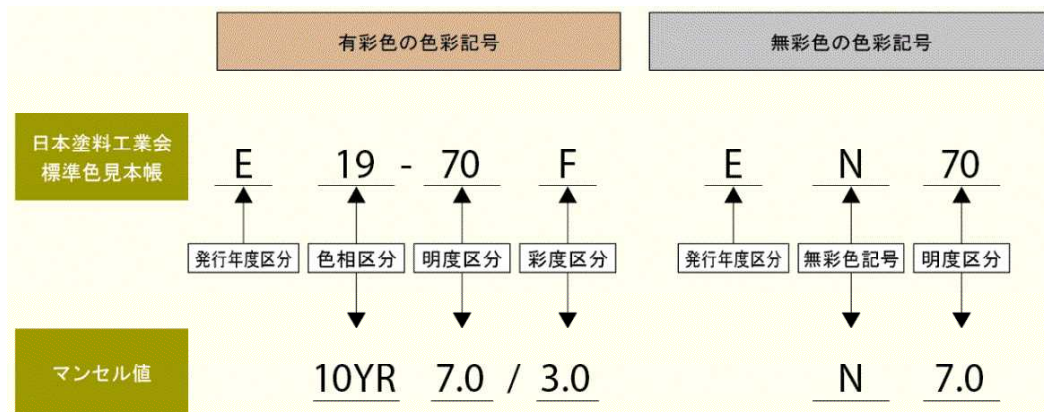 有彩色の色彩記号
無彩色の色彩記号
日本塗料工業会
標準色見本帳
E 19 - 70 F
E N 70
発行年度区分 色相区分 明度区分 彩度区分
発行年度区分 無彩色記号 明度区分
マンセル値
10YR 7.0 / 3.0
N 7.0